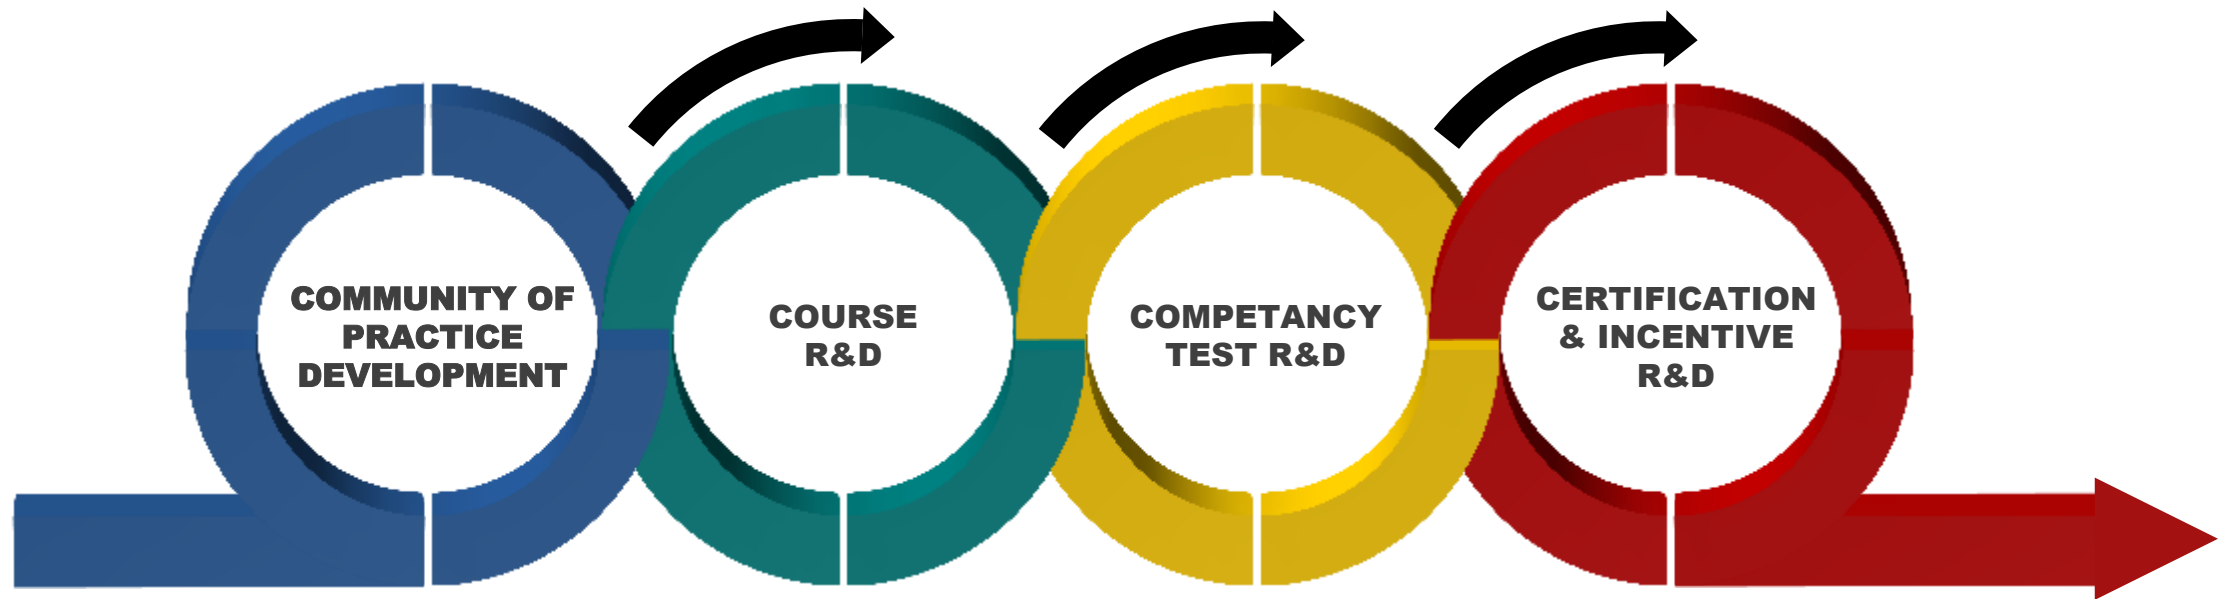 COMMUNITY OF
PRACTICE
DEVELOPMENT
COURSE
R&D
COMPETANCY
TEST R&D
CERTIFICATION
& INCENTIVE
R&D